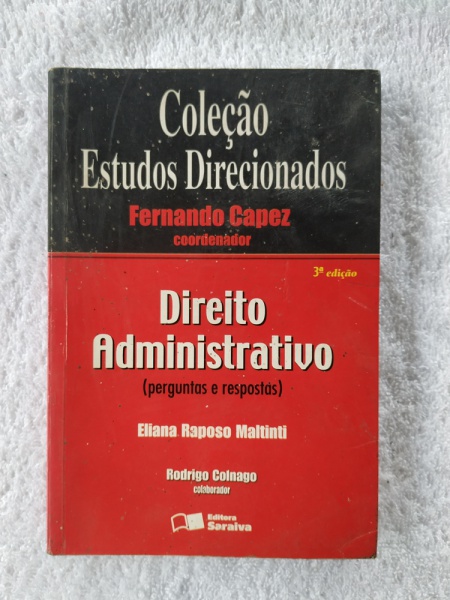 Coleção
Estudos Direcionados
Fernando Capez
coordenador
3ª edição
Direito
Administrativo
(perguntas e respostas)
Eliana Raposo Maltinti
Rodrigo Colnago
colaborador
Editora
Saraiva